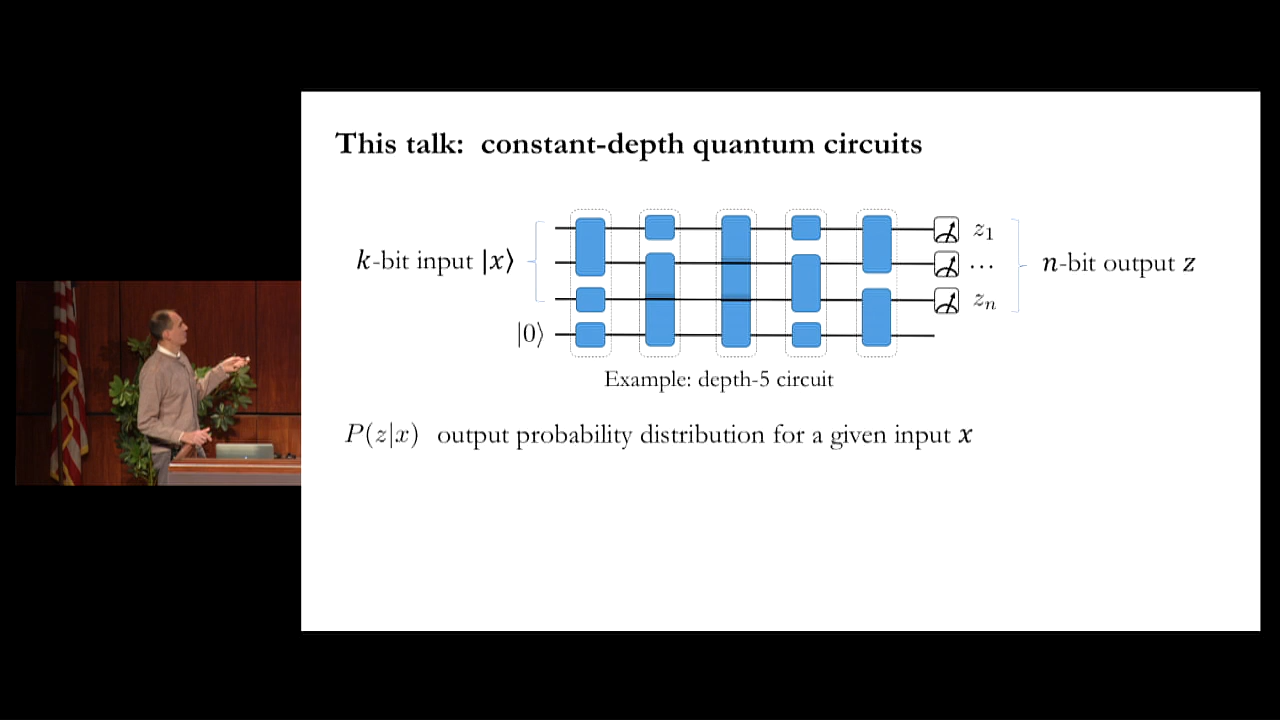 This talk: constant-depth quantum circuits
k-bit input |x⟩
|0⟩
z₁
...
zₙ
n-bit output z
Example: depth-5 circuit
P(z|x) output probability distribution for a given input x